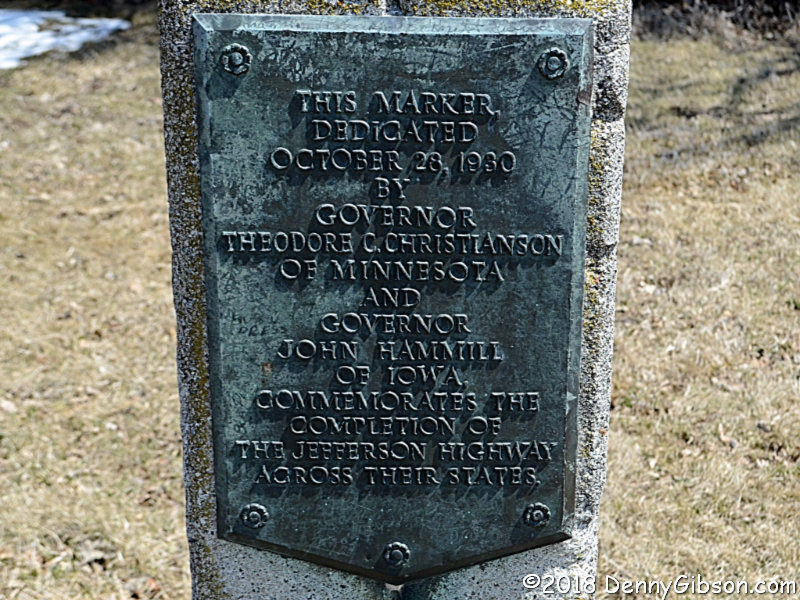 THIS MARKER,
DEDICATED
OCTOBER 28, 1930
BY
GOVERNOR
THEODORE C. CHRISTIANSON
OF MINNESOTA
AND
GOVERNOR
JOHN HAMMILL
OF IOWA,
COMMEMORATES THE
COMPLETION OF
THE JEFFERSON HIGHWAY
ACROSS THEIR STATES.
©2018 DennyGibson.com